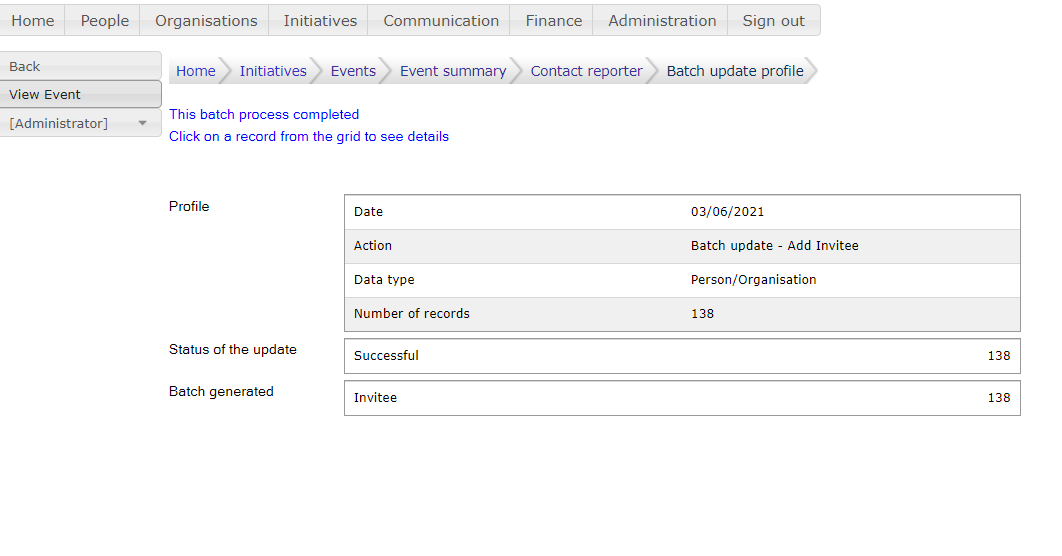 Home People Organisations Initiatives Communication Finance Administration Sign out
Back
View Event
[Administrator]
Home Initiatives Events Event summary Contact reporter Batch update profile
This batch process completed
Click on a record from the grid to see details
Profile
Date 03/06/2021
Action Batch update - Add Invitee
Data type Person/Organisation
Number of records 138
Status of the update
Successful 138
Batch generated
Invitee 138